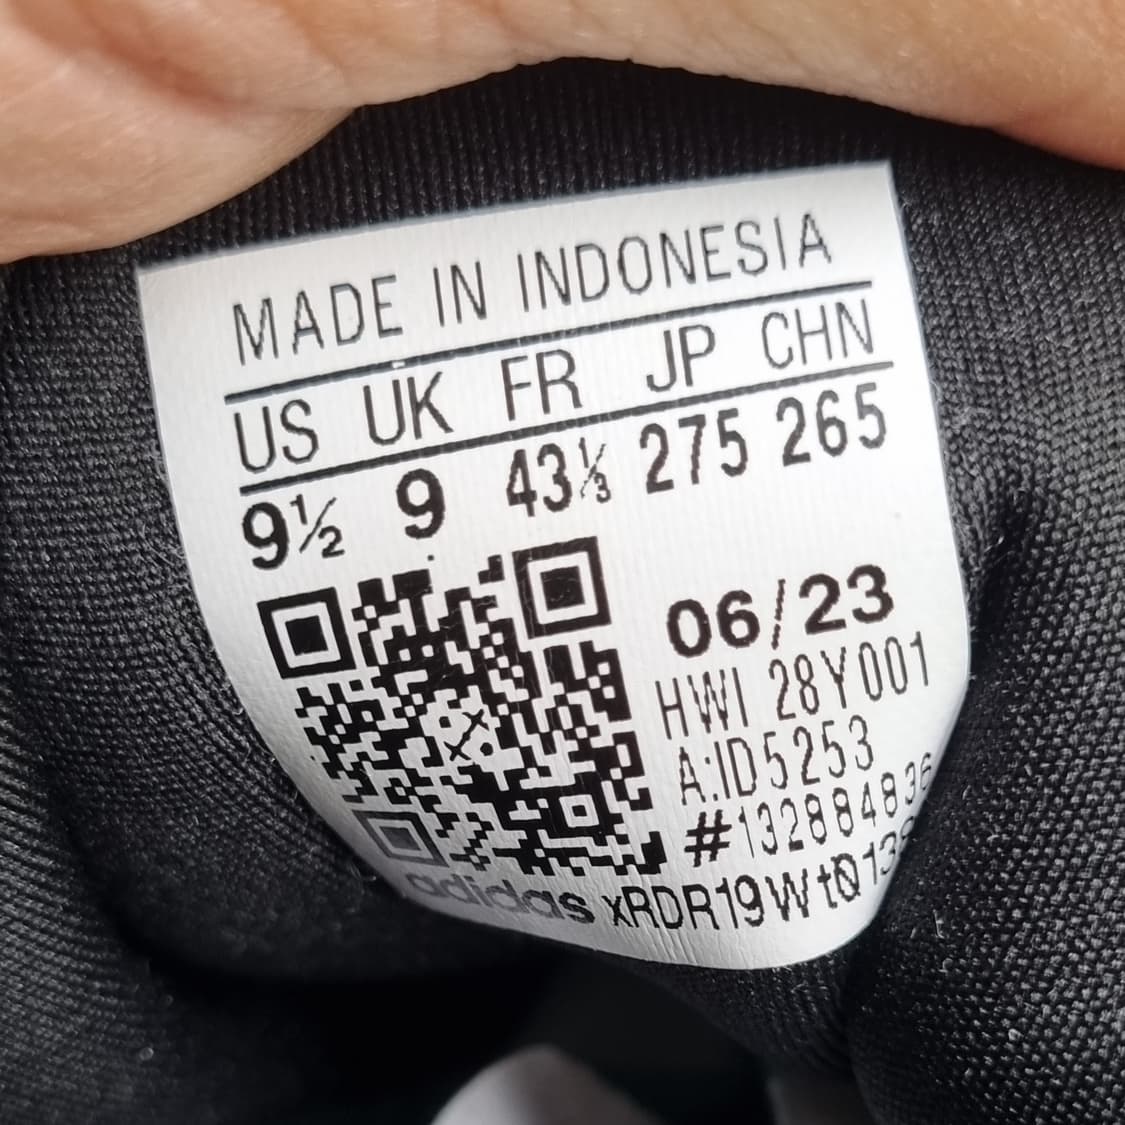 MADE IN INDONESIA
US UK FR JP CHN
9½ 9 43⅓ 275 265
06/23
HWI 28Y001
A:ID5253
#132884836
adidas